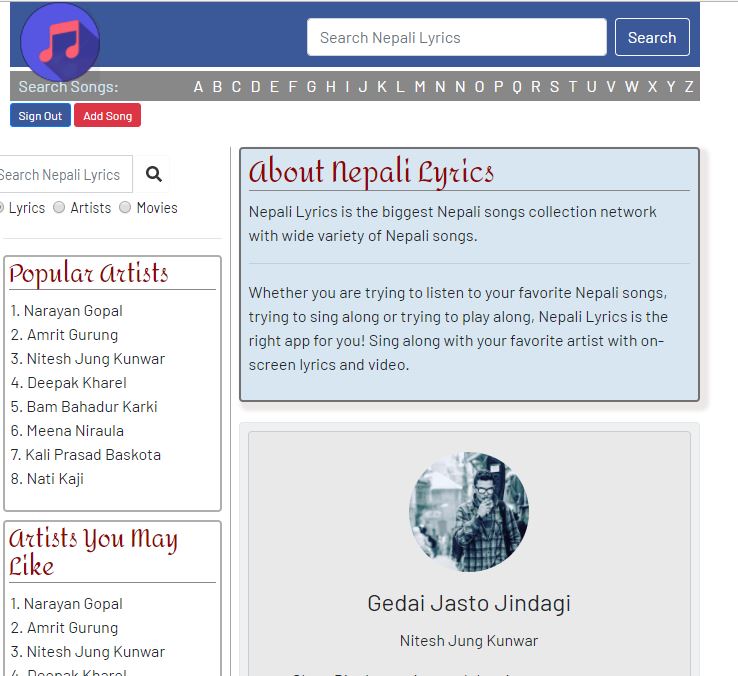 Search Nepali Lyrics Search
Search Songs: A B C D E F G H I J K L M N N O P Q R S T U V W X Y Z
Sign Out Add Song
Search Nepali Lyrics
Lyrics Artists Movies
Popular Artists
1. Narayan Gopal
2. Amrit Gurung
3. Nitesh Jung Kunwar
4. Deepak Kharel
5. Bam Bahadur Karki
6. Meena Niraula
7. Kali Prasad Baskota
8. Nati Kaji
Artists You May
Like
1. Narayan Gopal
2. Amrit Gurung
3. Nitesh Jung Kunwar
4. Deepak Kharel
About Nepali Lyrics
Nepali Lyrics is the biggest Nepali songs collection network
with wide variety of Nepali songs.
Whether you are trying to listen to your favorite Nepali songs,
trying to sing along or trying to play along, Nepali Lyrics is the
right app for you! Sing along with your favorite artist with on-
screen lyrics and video.
Gedai Jasto Jindagi
Nitesh Jung Kunwar